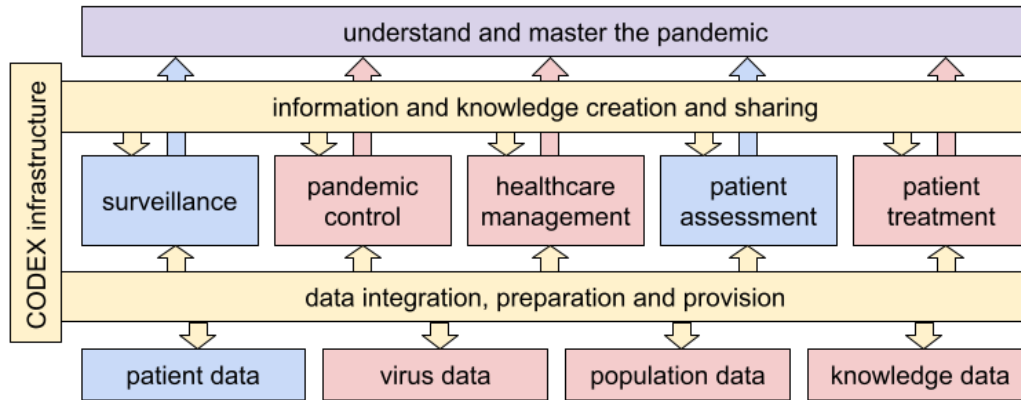 understand and master the pandemic
CODEX infrastructure
information and knowledge creation and sharing
surveillance
pandemic
control
healthcare
management
patient
assessment
patient
treatment
data integration, preparation and provision
patient data
virus data
population data
knowledge data